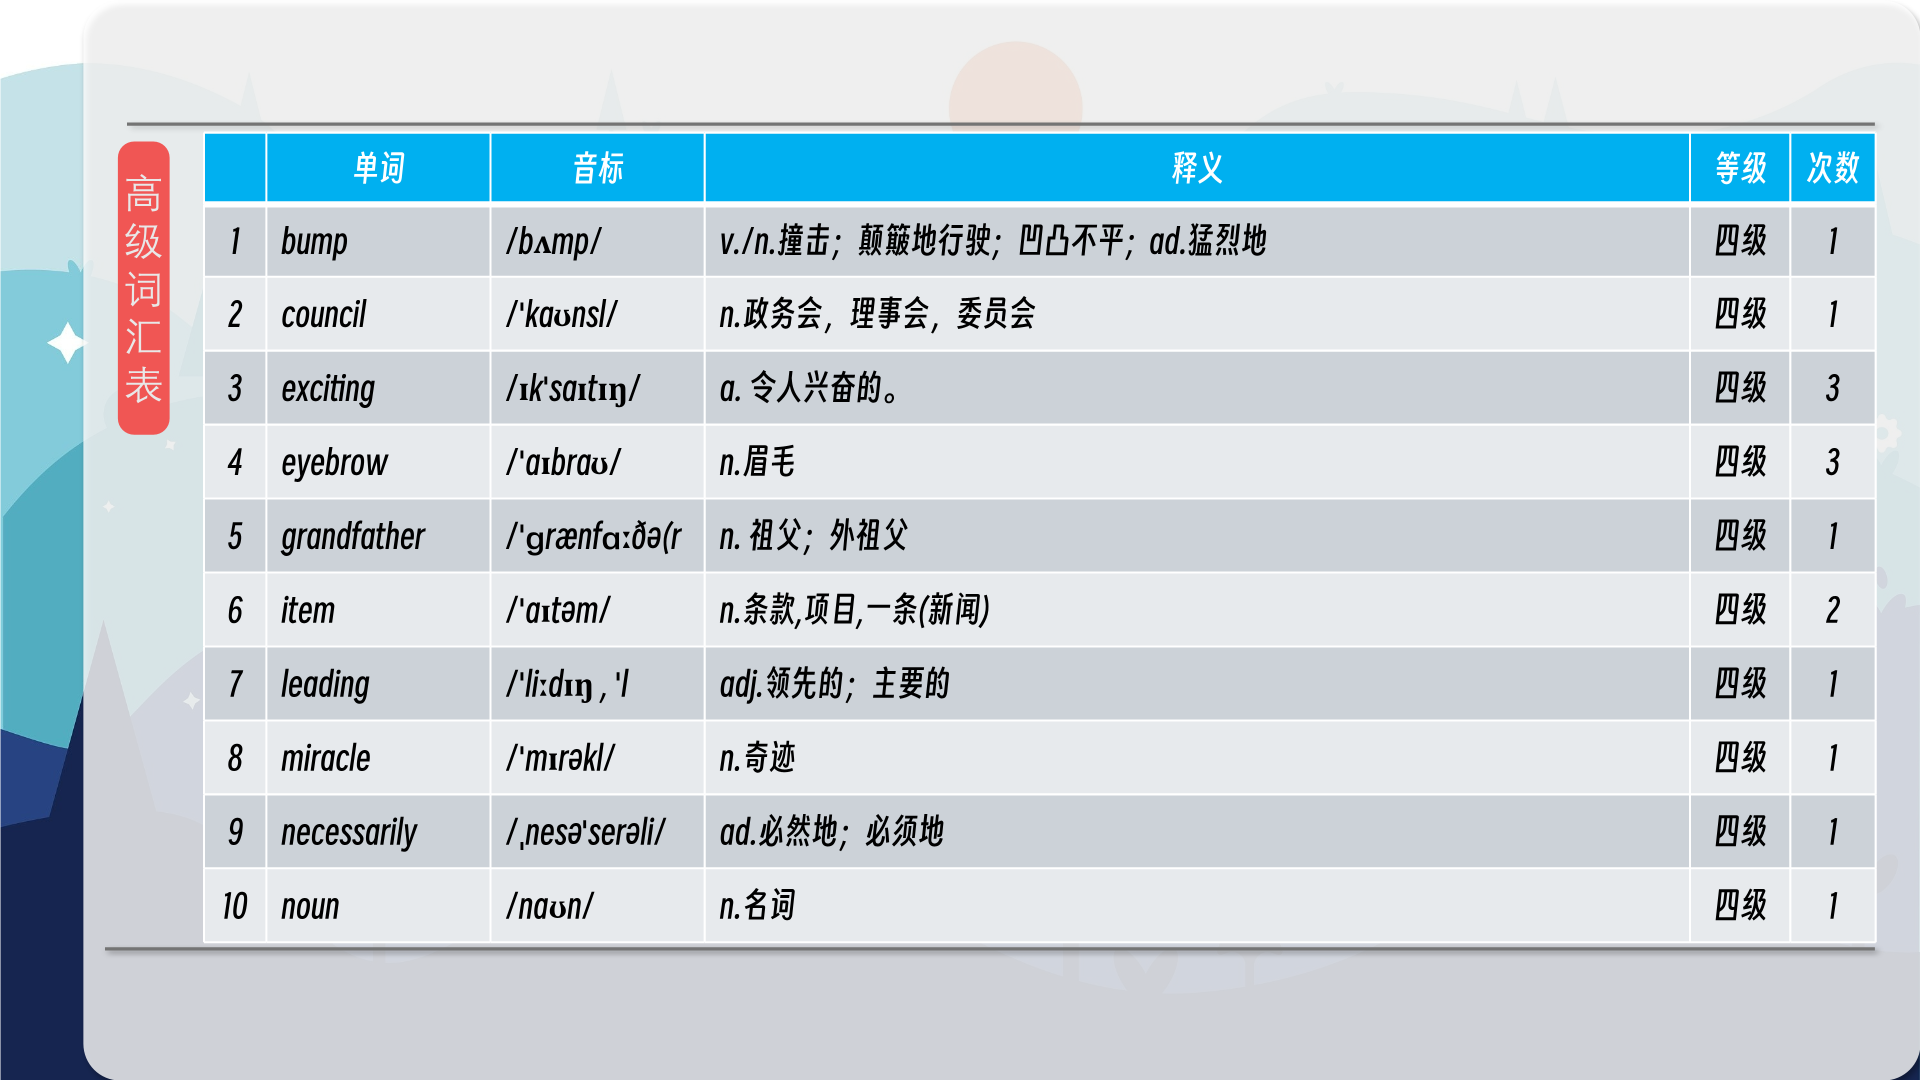 高级词汇表
单词 音标 释义 等级 次数
1 bump /bʌmp/ v./n.撞击；颠簸地行驶；凹凸不平；ad.猛烈地 四级 1
2 council /ˈkaʊnsl/ n.政务会，理事会，委员会 四级 1
3 exciting /ɪkˈsaɪtɪŋ/ a. 令人兴奋的。 四级 3
4 eyebrow /ˈaɪbraʊ/ n.眉毛 四级 3
5 grandfather /ˈɡrænfɑːðə(r n. 祖父；外祖父 四级 1
6 item /ˈaɪtəm/ n.条款,项目,一条(新闻) 四级 2
7 leading /ˈliːdɪŋ , ˈl adj.领先的；主要的 四级 1
8 miracle /ˈmɪrəkl/ n.奇迹 四级 1
9 necessarily /ˌnesəˈserəli/ ad.必然地；必须地 四级 1
10 noun /naʊn/ n.名词 四级 1